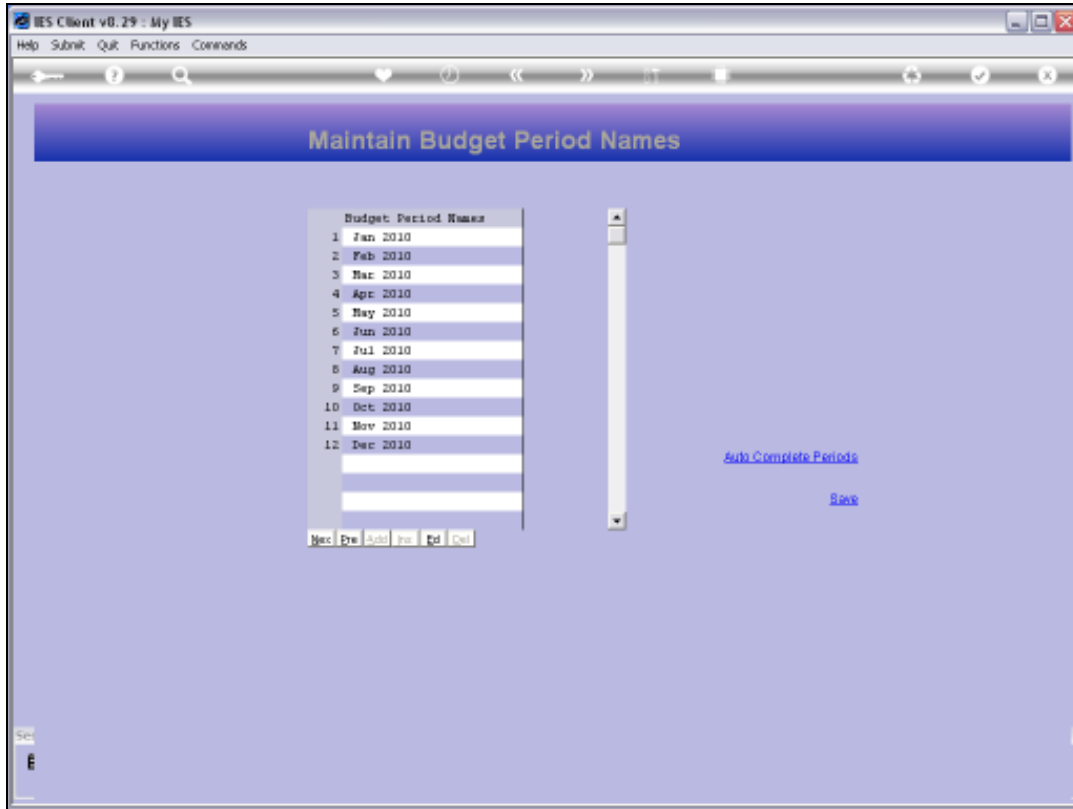 IES Client v8.29 : My IES
Help Submit Quit Functions Commands
Maintain Budget Period Names
Budget Period Names
1 Jan 2010
2 Feb 2010
3 Mar 2010
4 Apr 2010
5 May 2010
6 Jun 2010
7 Jul 2010
8 Aug 2010
9 Sep 2010
10 Oct 2010
11 Nov 2010
12 Dec 2010
Auto Complete Periods
Save
Nex Pre Add Ins Ed Del